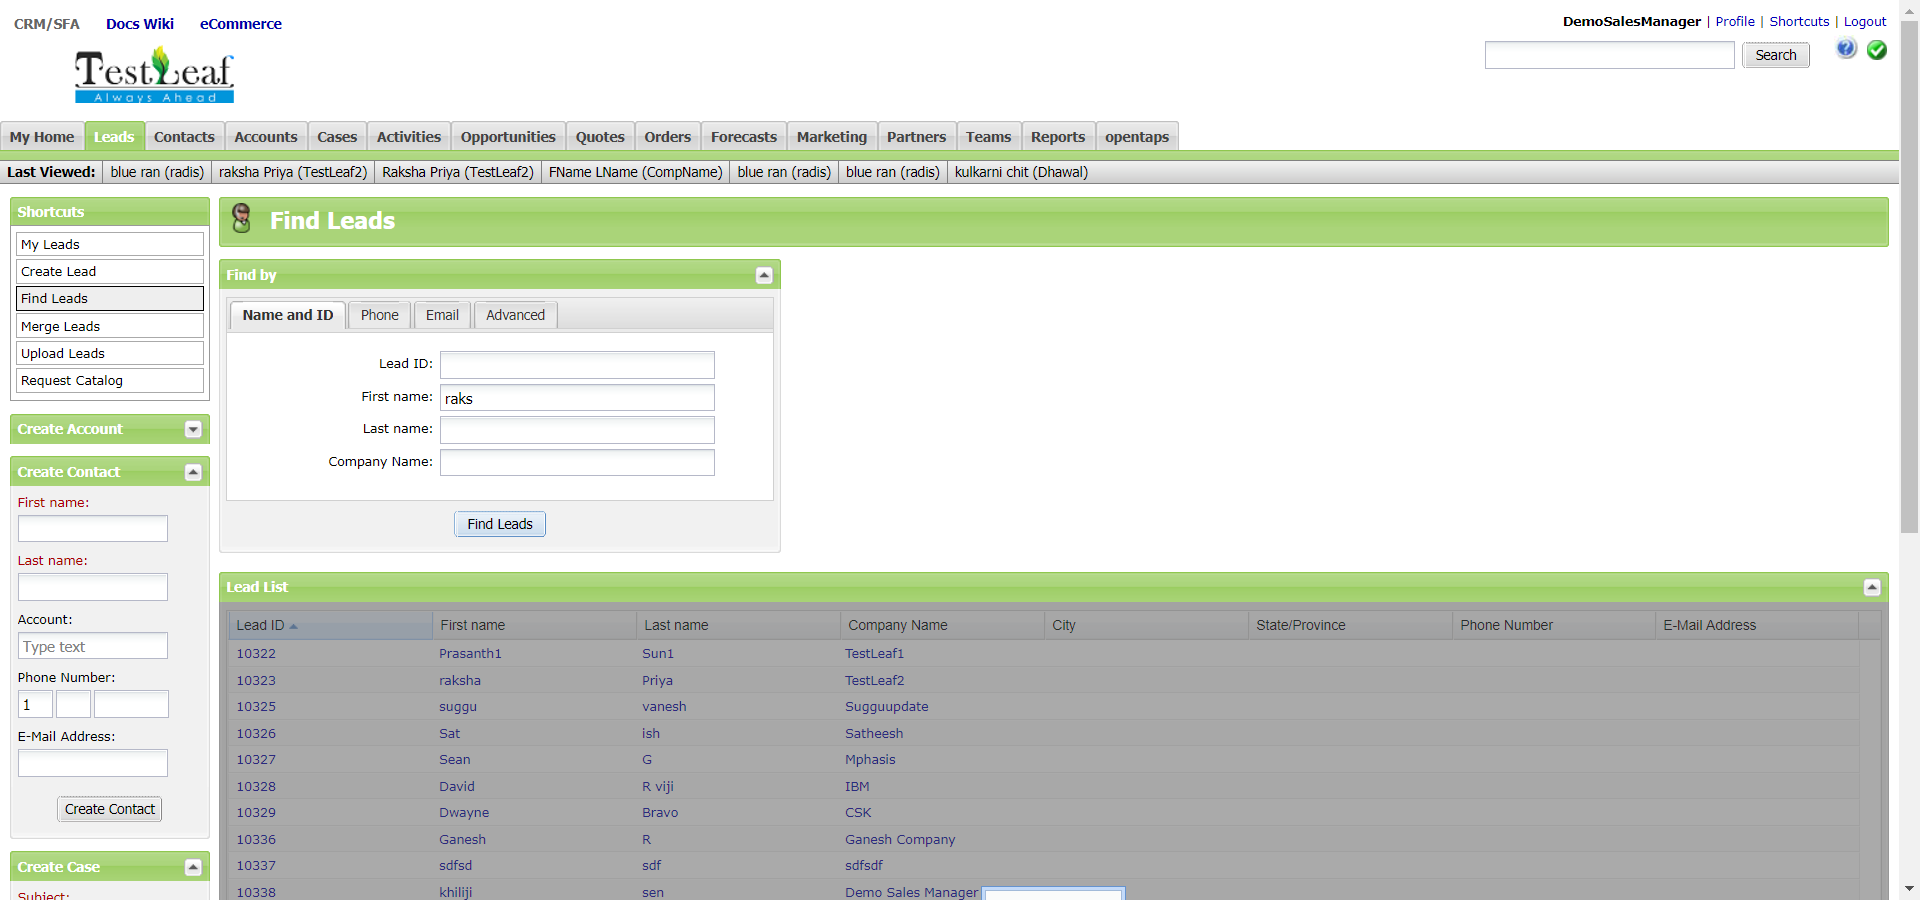 CRM/SFA Docs Wiki eCommerce
DemoSalesManager | Profile | Shortcuts | Logout
TestLeaf
Always Ahead
Search
My Home Leads Contacts Accounts Cases Activities Opportunities Quotes Orders Forecasts Marketing Partners Teams Reports opentaps
Last Viewed: blue ran (radis) raksha Priya (TestLeaf2) Raksha Priya (TestLeaf2) FName LName (CompName) blue ran (radis) blue ran (radis) kulkarni chit (Dhawal)
Shortcuts
My Leads
Create Lead
Find Leads
Merge Leads
Upload Leads
Request Catalog
Create Account
Create Contact
First name:
Last name:
Account:
Type text
Phone Number:
1
E-Mail Address:
Create Contact
Create Case
Subject:
Find Leads
Find by
Name and ID Phone Email Advanced
Lead ID:
First name: raks
Last name:
Company Name:
Find Leads
Lead List
Lead ID First name Last name Company Name City State/Province Phone Number E-Mail Address
10322 Prasanth1 Sun1 TestLeaf1
10323 raksha Priya TestLeaf2
10325 suggu vanesh Sugguupdate
10326 Sat ish Satheesh
10327 Sean G Mphasis
10328 David R viji IBM
10329 Dwayne Bravo CSK
10336 Ganesh R Ganesh Company
10337 sdfsd sdf sdfsdf
10338 khiliji sen Demo Sales Manager